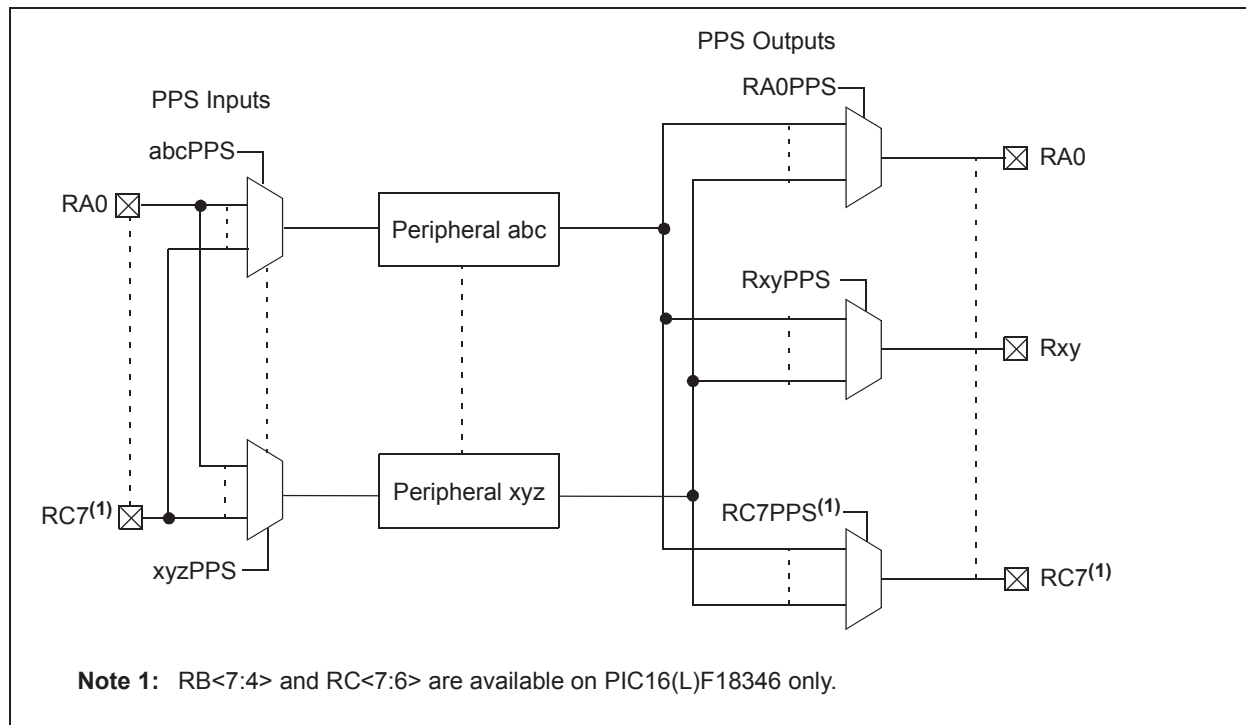 PPS Outputs
RA0PPS
PPS Inputs
abcPPS
RA0
RA0
Peripheral abc
RxyPPS
Rxy
Peripheral xyz
RC7(1)
RC7PPS(1)
xyzPPS
RC7(1)
Note 1: RB<7:4> and RC<7:6> are available on PIC16(L)F18346 only.